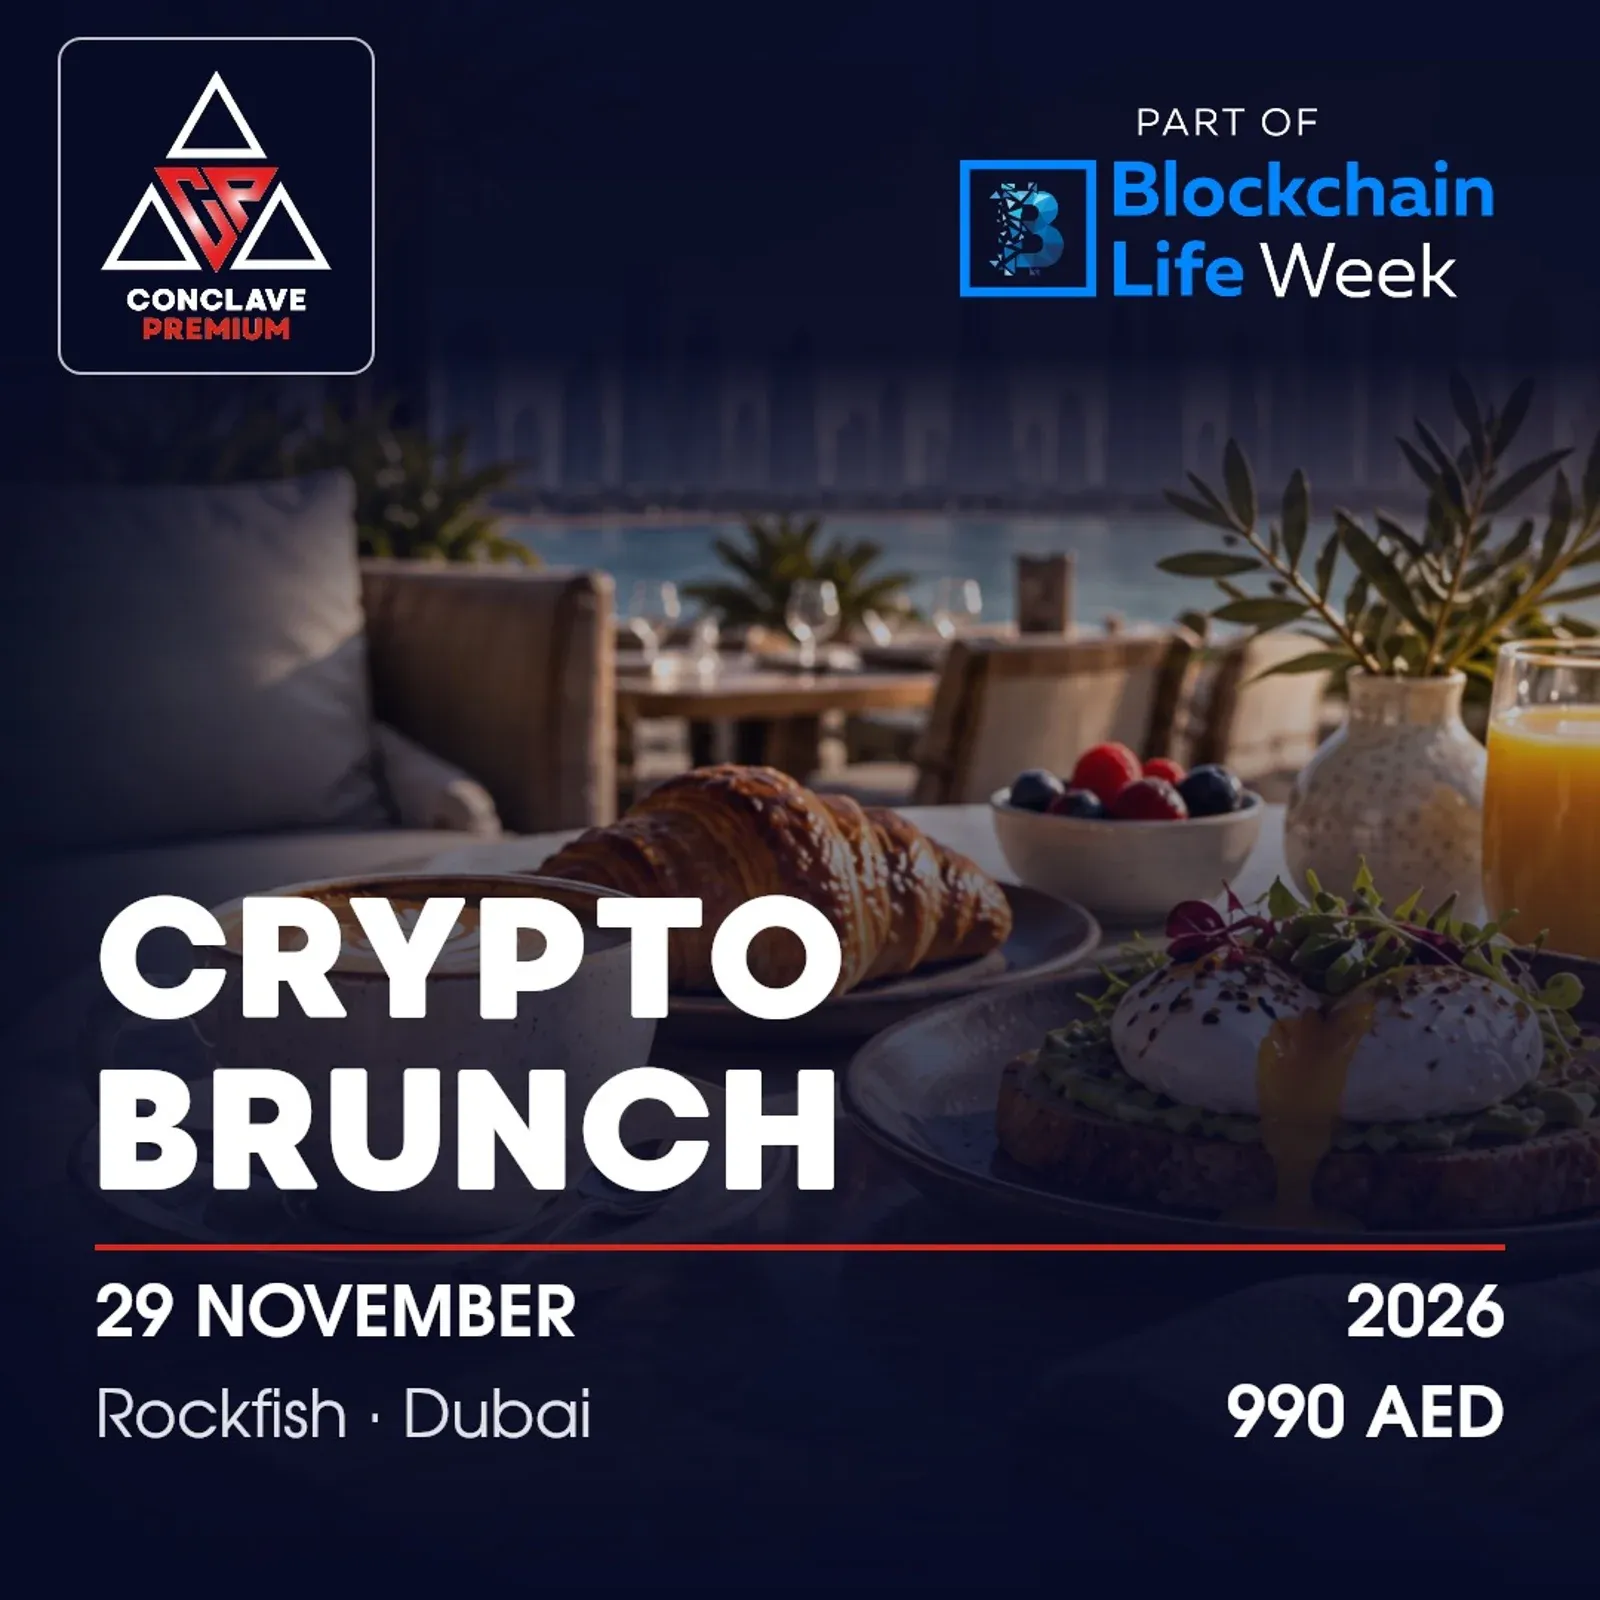 CONCLAVE
PREMIUM
PART OF
Blockchain
Life Week
CRYPTO
BRUNCH
29 NOVEMBER
2026
Rockfish · Dubai
990 AED